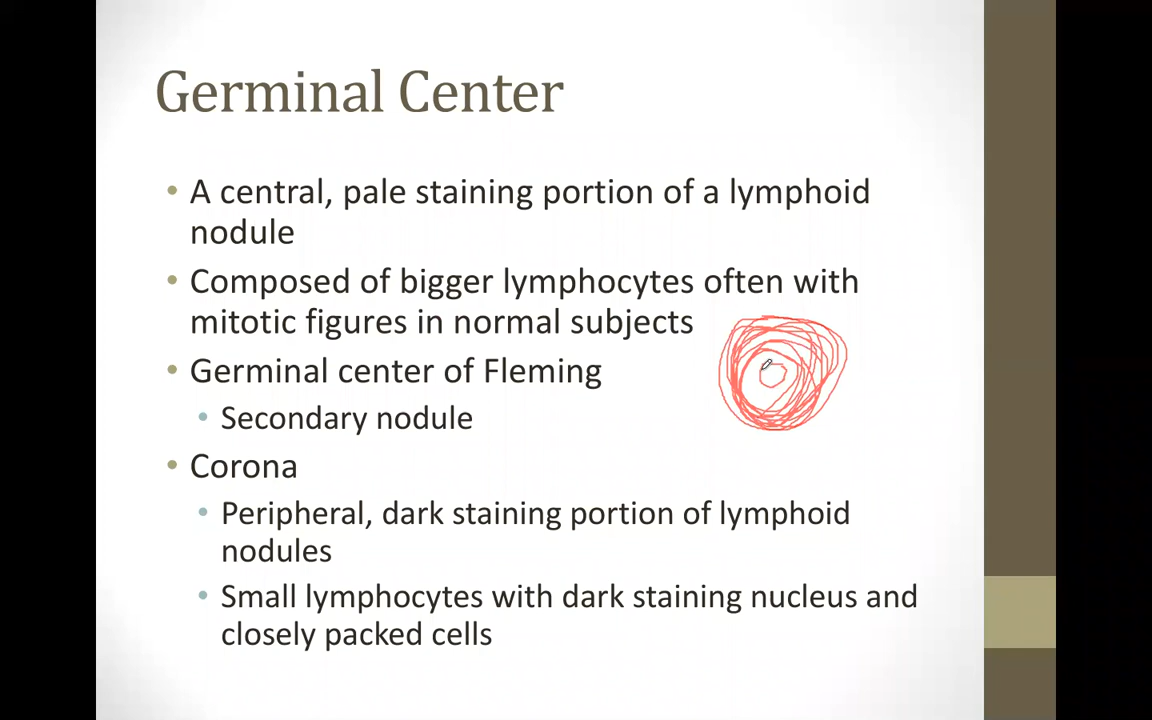 Germinal Center
• A central, pale staining portion of a lymphoid
nodule
• Composed of bigger lymphocytes often with
mitotic figures in normal subjects
• Germinal center of Fleming
• Secondary nodule
• Corona
• Peripheral, dark staining portion of lymphoid
nodules
• Small lymphocytes with dark staining nucleus and
closely packed cells